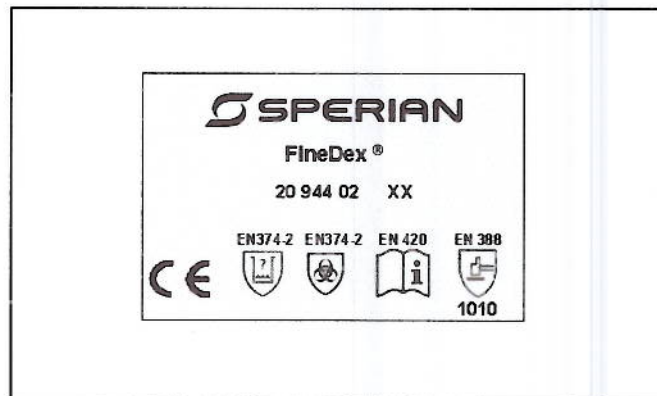 SPERIAN
FineDex ®
20 944 02 XX
EN374-2 EN374-2 EN 420 EN 388
CE ? i
1010